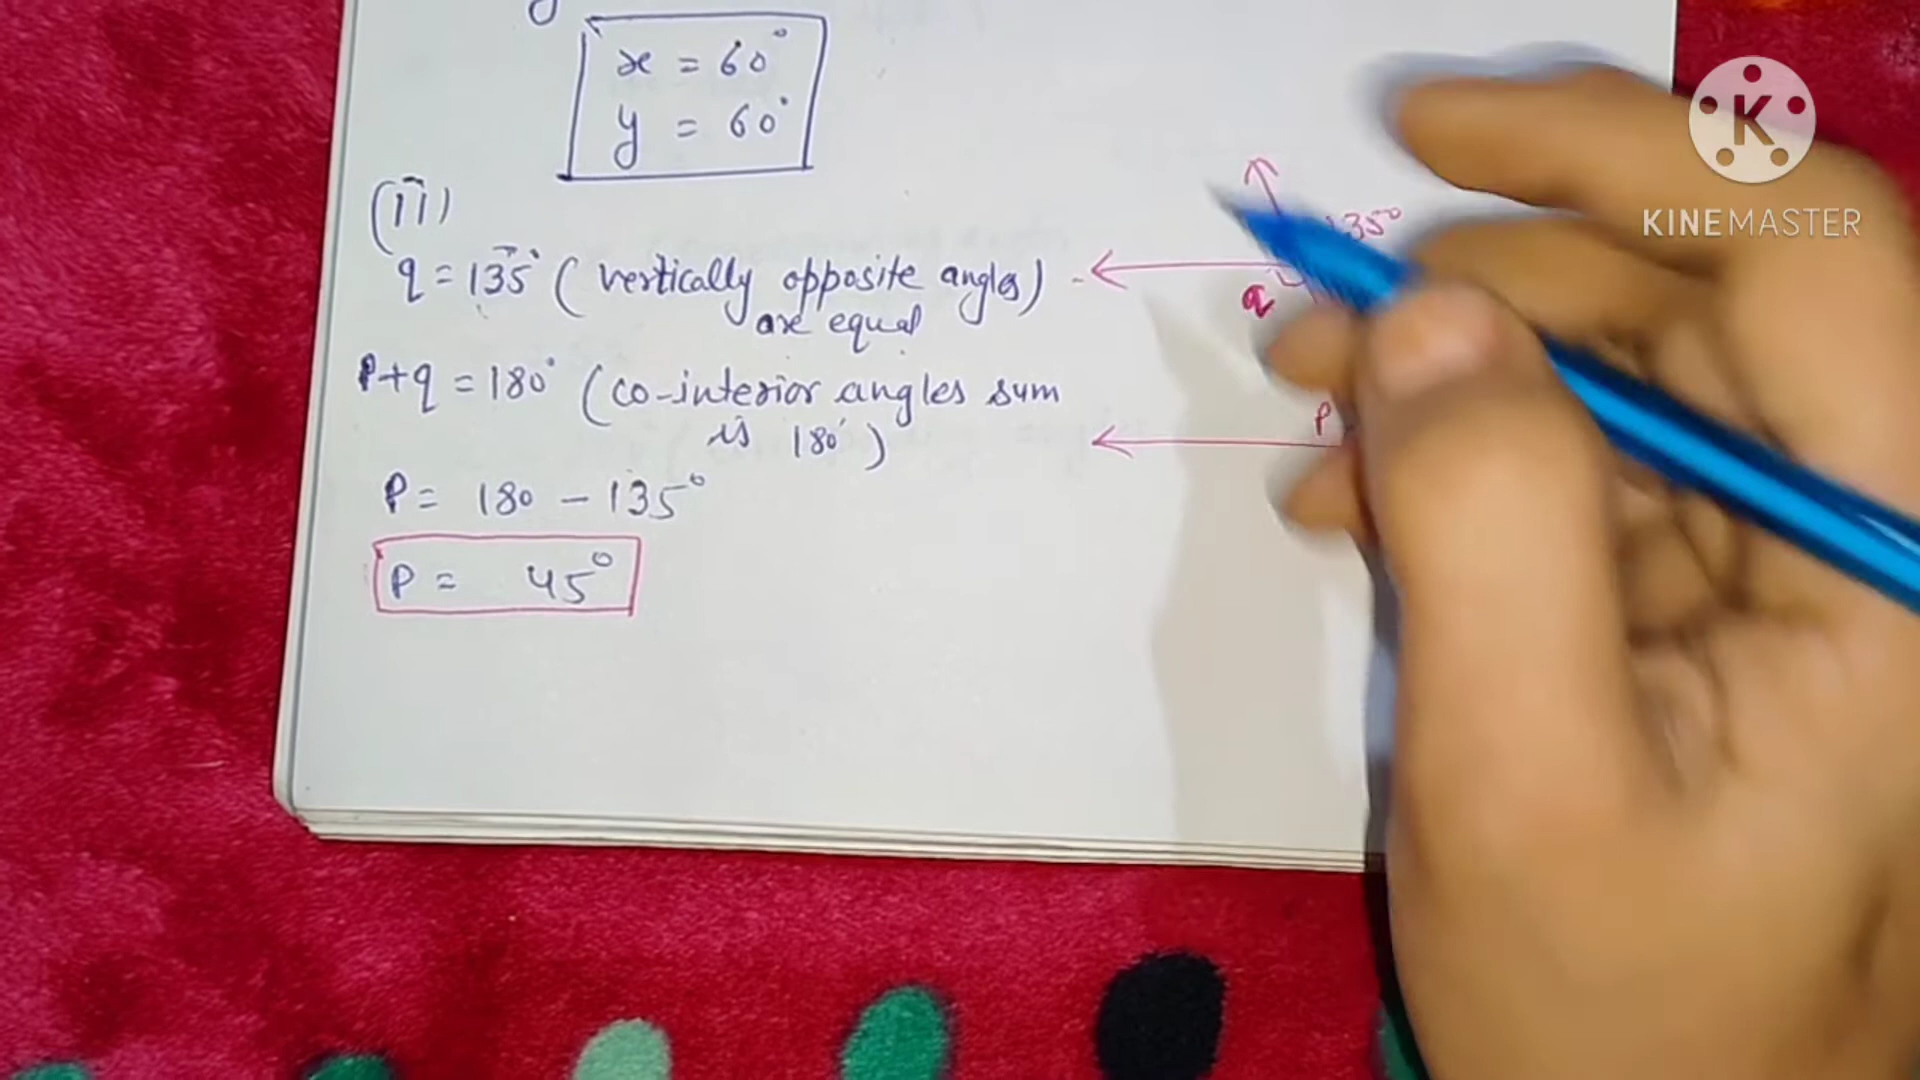 x = 60°
y = 60°
(ii)
q = 135° ( vertically opposite angles)
are equal
P+q = 180° (co-interior angles sum
is 180°)
P = 180 - 135°
P = 45°
135°
q
P
K
KINEMASTER